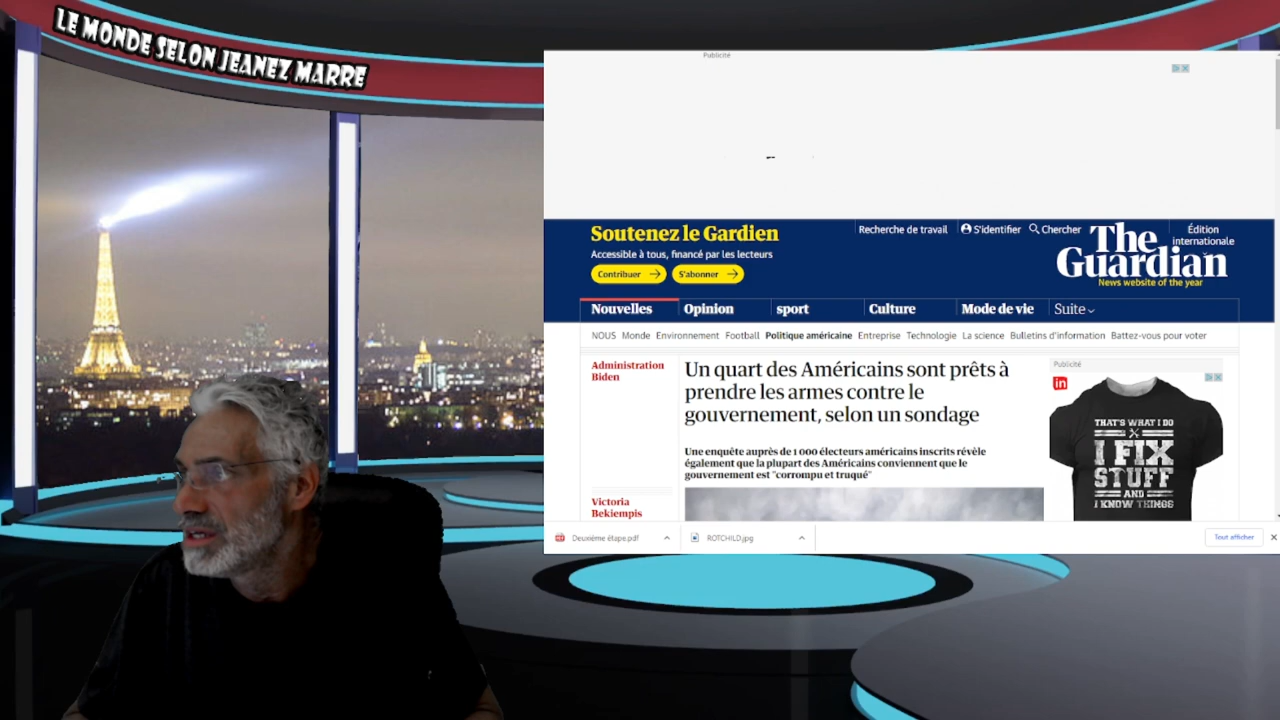 LE MONDE SELON JEANEZ MARRE
Publicité
Soutenez le Gardien
Accessible à tous, financé par les lecteurs
Contribuer →
S'abonner →
Recherche de travail
S'identifier
Chercher
Édition
internationale
The
Guardian
News website of the year
Nouvelles Opinion sport Culture Mode de vie Suite
NOUS Monde Environnement Football Politique américaine Entreprise Technologie La science Bulletins d'information Battez-vous pour voter
Administration
Biden
Un quart des Américains sont prêts à
prendre les armes contre le
gouvernement, selon un sondage
Une enquête auprès de 1 000 électeurs américains inscrits révèle
également que la plupart des Américains conviennent que le
gouvernement est "corrompu et truqué"
Victoria
Bekiempis
Publicité
in
THAT'S WHAT I DO
I FIX
STUFF
AND
I KNOW THINGS
Deuxième étape.pdf
ROTCHILD.jpg
Tout afficher